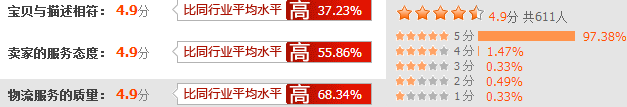 宝贝与描述相符：4.9分 比同行业平均水平 高 37.23%
卖家的服务态度：4.9分 比同行业平均水平 高 55.86%
物流服务的质量：4.9分 比同行业平均水平 高 68.34%
4.9分 共611人
5分 97.38%
4分 1.47%
3分 0.33%
2分 0.49%
1分 0.33%